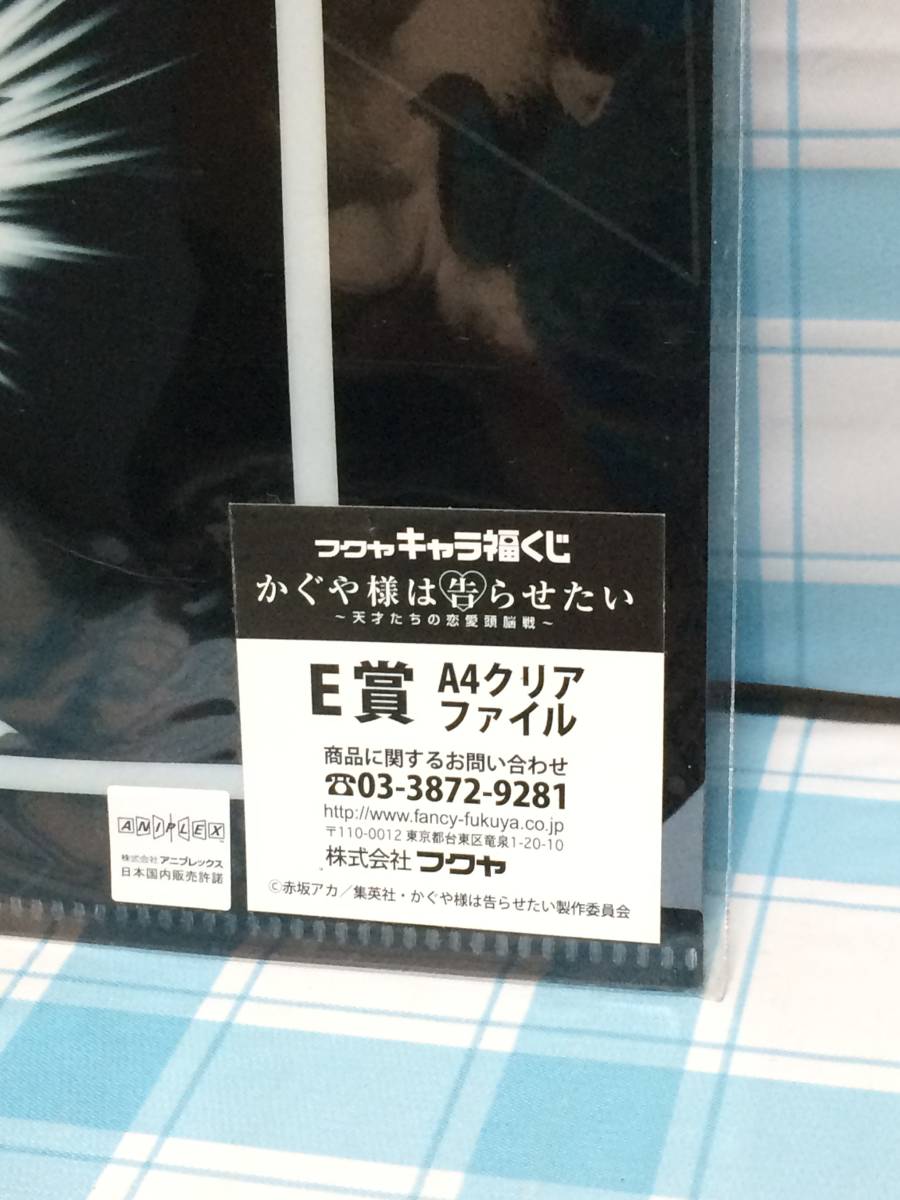 フクヤ キャラ福くじ
かぐや様は告らせたい
～天才たちの恋愛頭脳戦～
E賞 A4クリア
ファイル
商品に関するお問い合わせ
☎03-3872-9281
http://www.fancy-fukuya.co.jp
〒110-0012 東京都台東区竜泉1-20-10
株式会社 フクヤ
©赤坂アカ／集英社・かぐや様は告らせたい製作委員会
ANIPLEX
株式会社 アニプレックス
日本国内販売許諾